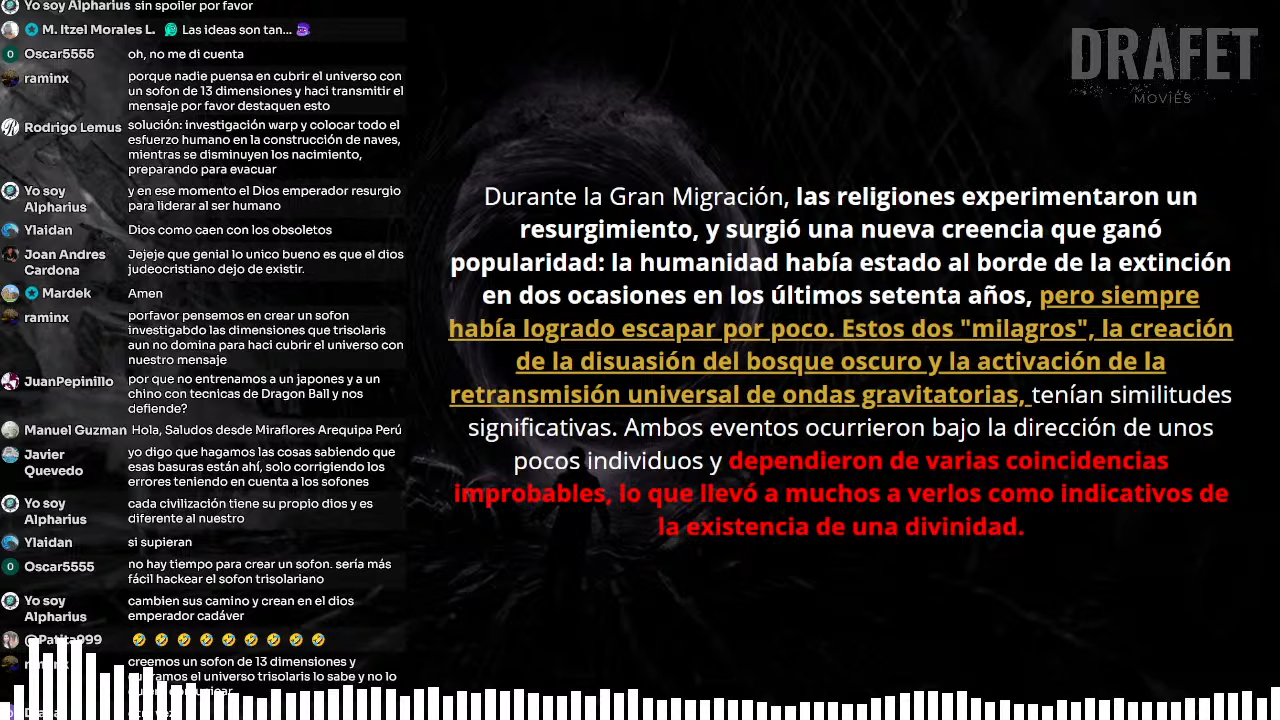 Yo soy Alpharius sin spoiler por favor
M. Itzel Morales L. Las ideas son tan...
Oscar5555 oh, no me di cuenta
raminx porque nadie puensa en cubrir el universo con
un sofon de 13 dimensiones y haci transmitir el
mensaje por favor destaquen esto
Rodrigo Lemus solución: investigación warp y colocar todo el
esfuerzo humano en la construcción de naves,
mientras se disminuyen los nacimiento,
preparando para evacuar
Yo soy Alpharius y en ese momento el Dios emperador resurgio
para liderar al ser humano
Ylaidan Dios como caen con los obsoletos
Joan Andres Cardona Jejeje que genial lo unico bueno es que el dios
judeocristiano dejo de existir.
Mardek Amen
raminx porfavor pensemos en crear un sofon
investigabdo las dimensiones que trisolaris
aun no domina para haci cubrir el universo con
nuestro mensaje
JuanPepinillo por que no entrenamos a un japones y a un
chino con tecnicas de Dragon Ball y nos
defiende?
Manuel Guzman Hola, Saludos desde Miraflores Arequipa Perú
Javier Quevedo yo digo que hagamos las cosas sabiendo que
esas basuras están ahí, solo corrigiendo los
errores teniendo en cuenta a los sofones
Yo soy Alpharius cada civilización tiene su propio dios y es
diferente al nuestro
Ylaidan si supieran
Oscar5555 no hay tiempo para crear un sofon. sería más
fácil hackear el sofon trisolariano
Yo soy Alpharius cambien sus camino y crean en el dios
emperador cadáver
@Patita999 🤣 🤣 🤣 🤣 🤣 🤣 🤣 🤣 🤣
creemos un sofon de 13 dimensiones y
el universo trisolaris lo sabe y no lo
DRAFET
MOVIES
Durante la Gran Migración, las religiones experimentaron un
resurgimiento, y surgió una nueva creencia que ganó
popularidad: la humanidad había estado al borde de la extinción
en dos ocasiones en los últimos setenta años, pero siempre
había logrado escapar por poco. Estos dos "milagros", la creación
de la disuasión del bosque oscuro y la activación de la
retransmisión universal de ondas gravitatorias, tenían similitudes
significativas. Ambos eventos ocurrieron bajo la dirección de unos
pocos individuos y dependieron de varias coincidencias
improbables, lo que llevó a muchos a verlos como indicativos de
la existencia de una divinidad.